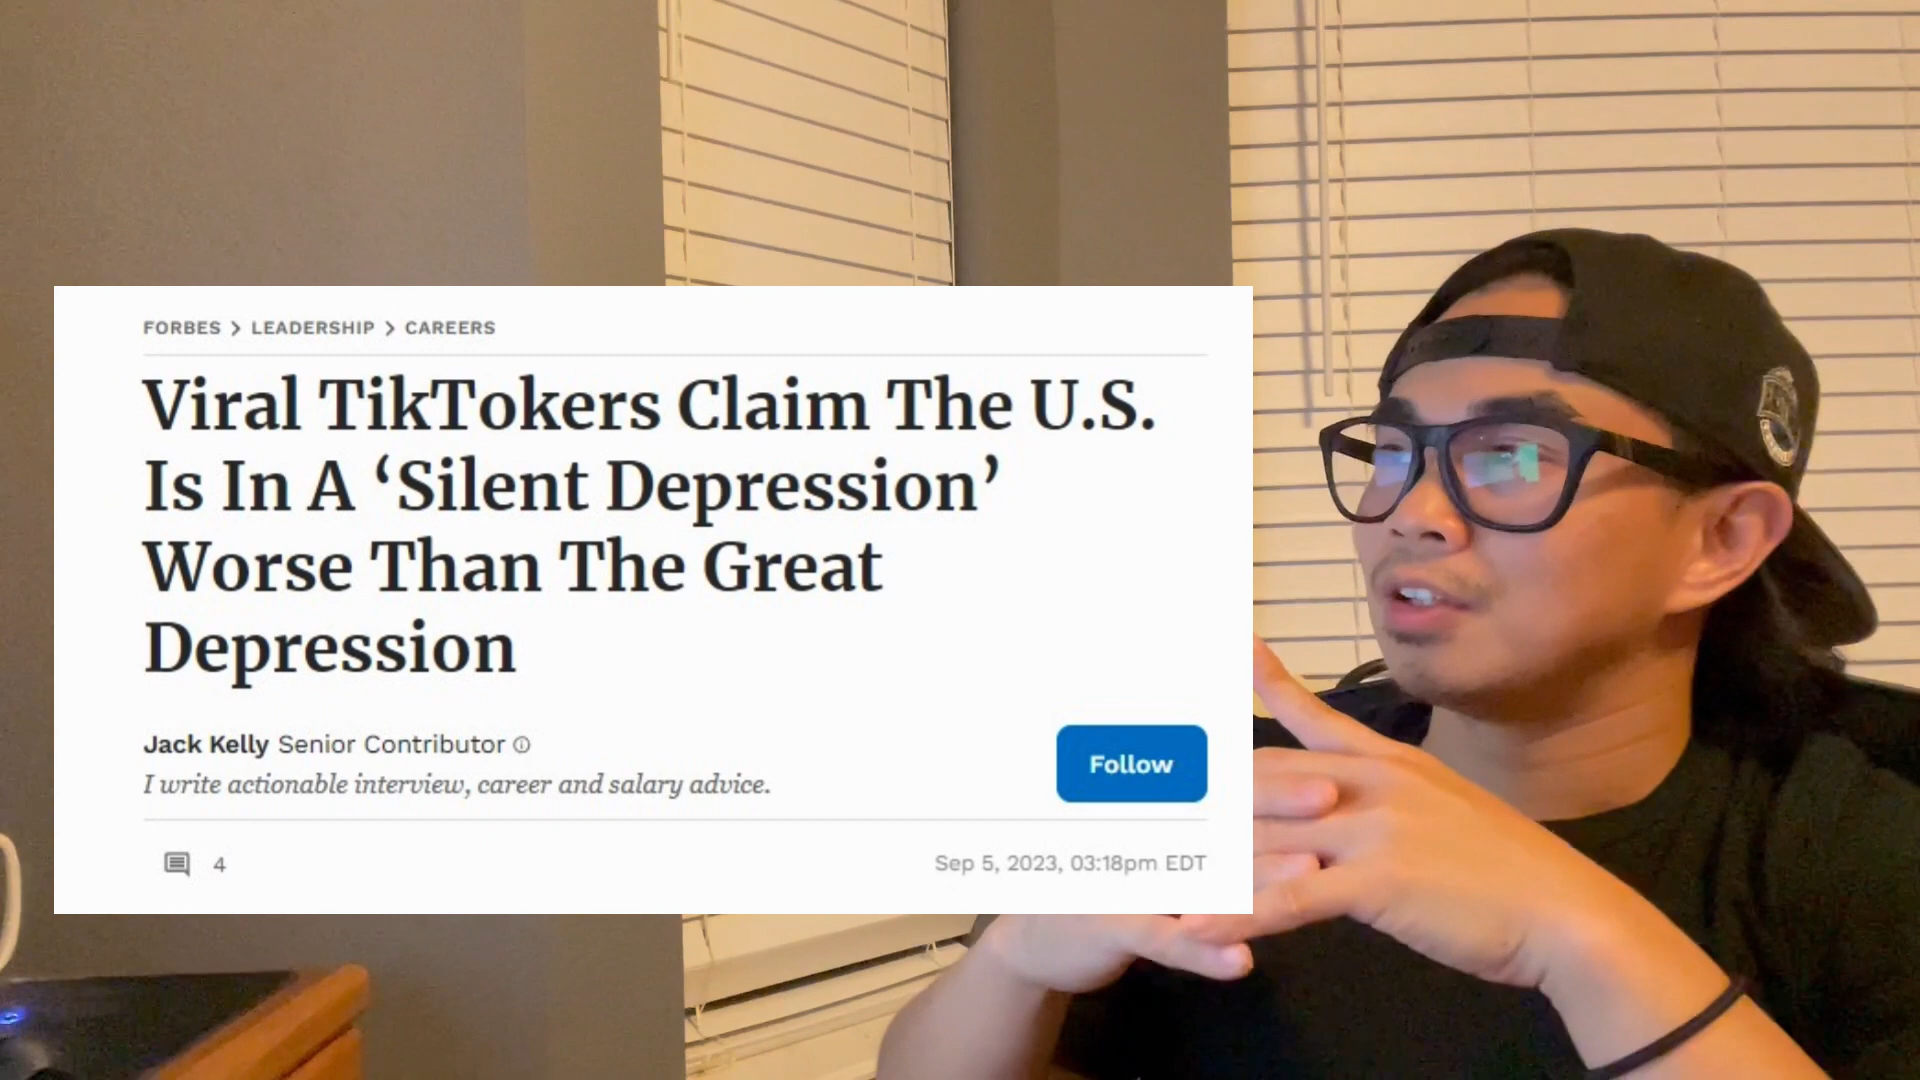 FORBES > LEADERSHIP > CAREERS
Viral TikTokers Claim The U.S.
Is In A ‘Silent Depression’
Worse Than The Great
Depression
Jack Kelly Senior Contributor
I write actionable interview, career and salary advice.
Follow
4
Sep 5, 2023, 03:18pm EDT